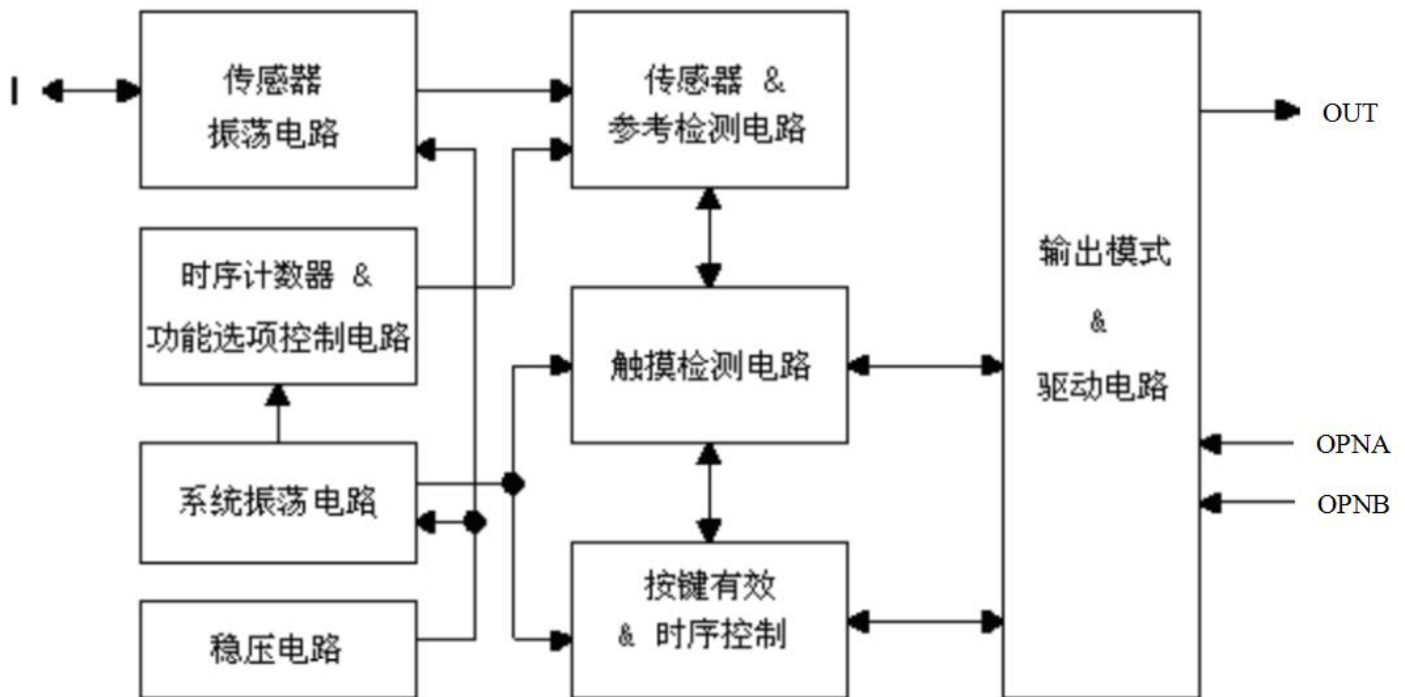 I
传感器
振荡电路
传感器 &
参考检测电路
OUT
时序计数器 &
功能选项控制电路
输出模式
&
驱动电路
触摸检测电路
OPNA
系统振荡电路
OPNB
按键有效
& 时序控制
稳压电路